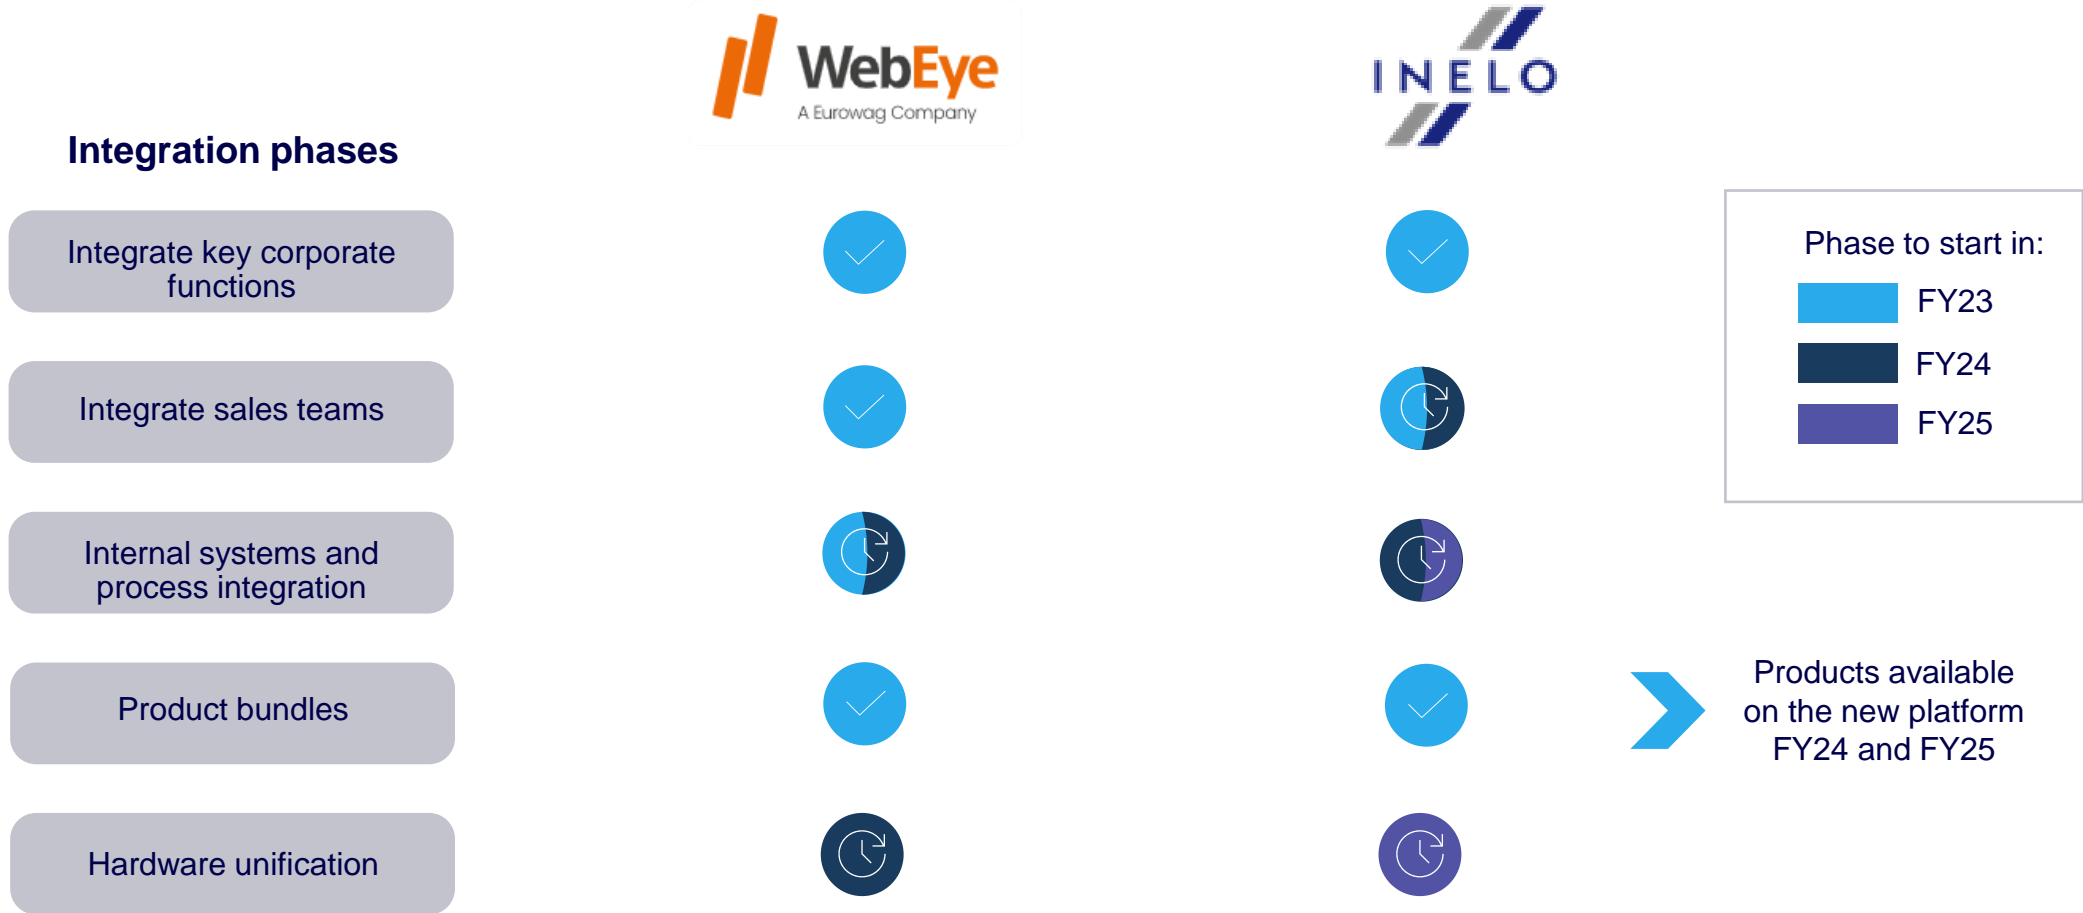 WebEye
A Eurowag Company
INELO
Integration phases
Integrate key corporate
functions
Phase to start in:
FY23
FY24
FY25
Integrate sales teams
Internal systems and
process integration
Product bundles
Products available
on the new platform
FY24 and FY25
Hardware unification